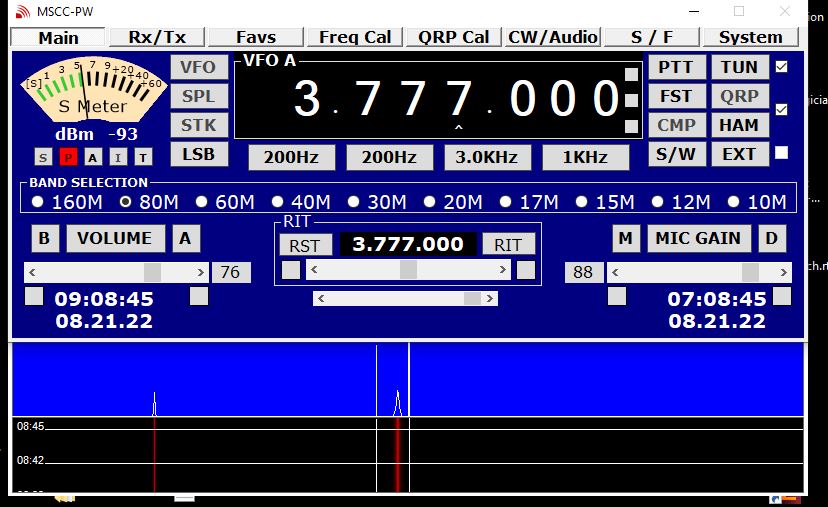 MSCC-PW
Main Rx/Tx Favs Freq Cal QRP Cal CW/Audio S / F System
[S] 1 3 5 7 9 +20 +40 +60
S Meter
dBm -93
S P A I T
VFO
SPL
STK
LSB
VFO A
3.777.000
200Hz 200Hz 3.0KHz 1KHz
PTT TUN
FST QRP
CMP HAM
S/W EXT
BAND SELECTION
160M 80M 60M 40M 30M 20M 17M 15M 12M 10M
B VOLUME A
< > 76
09:08:45
08.21.22
RIT
RST 3.777.000 RIT
< >
< >
M MIC GAIN D
88 < >
07:08:45
08.21.22
08:45
08:42